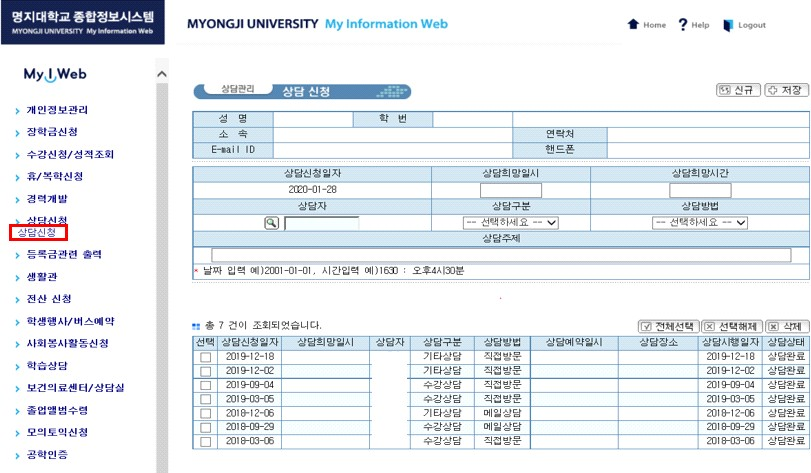 명지대학교 종합정보시스템
MYONGJI UNIVERSITY My Information Web
MYONGJI UNIVERSITY My Information Web
Home Help Logout
My I Web
개인정보관리
장학금신청
수강신청/성적조회
휴/복학신청
경력개발
상담신청
상담신청
등록금관련 출력
생활관
전산 신청
학생행사/버스예약
사회봉사활동신청
학습상담
보건의료센터/상담실
졸업앨범수령
모의토익신청
공학인증
상담관리 상담 신청
신규 저장
성 명 학 번
소 속 연락처
E-mail ID 핸드폰
상담신청일자 상담희망일시 상담희망시간
2020-01-28
상담자 상담구분 상담방법
-- 선택하세요 -- -- 선택하세요 --
상담주제
* 날짜 입력 예)2001-01-01, 시간입력 예)1630 : 오후4시30분
총 7 건이 조회되었습니다.
전체선택 선택해제 삭제
선택 상담신청일자 상담희망일시 상담자 상담구분 상담방법 상담예약일시 상담장소 상담시행일자 상담상태
2019-12-18 기타상담 직접방문 2019-12-18 상담완료
2019-12-02 기타상담 직접방문 2019-12-02 상담완료
2019-09-04 수강상담 직접방문 2019-09-04 상담완료
2019-03-05 수강상담 직접방문 2019-03-05 상담완료
2018-12-06 기타상담 메일상담 2018-12-06 상담완료
2018-09-29 수강상담 메일상담 2018-09-29 상담완료
2018-03-06 수강상담 직접방문 2018-03-06 상담완료